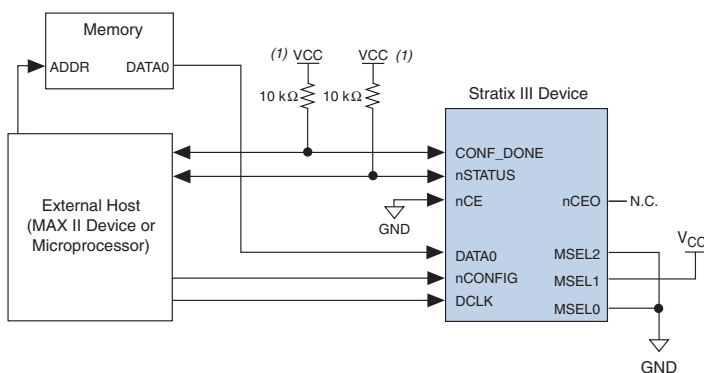 Memory
ADDR DATA0
(1) VCC VCC (1)
10 kΩ 10 kΩ
Stratix III Device
External Host
(MAX II Device or
Microprocessor)
CONF_DONE
nSTATUS
nCE nCEO N.C.
GND
VCC
DATA0 MSEL2
nCONFIG MSEL1
DCLK MSEL0
GND